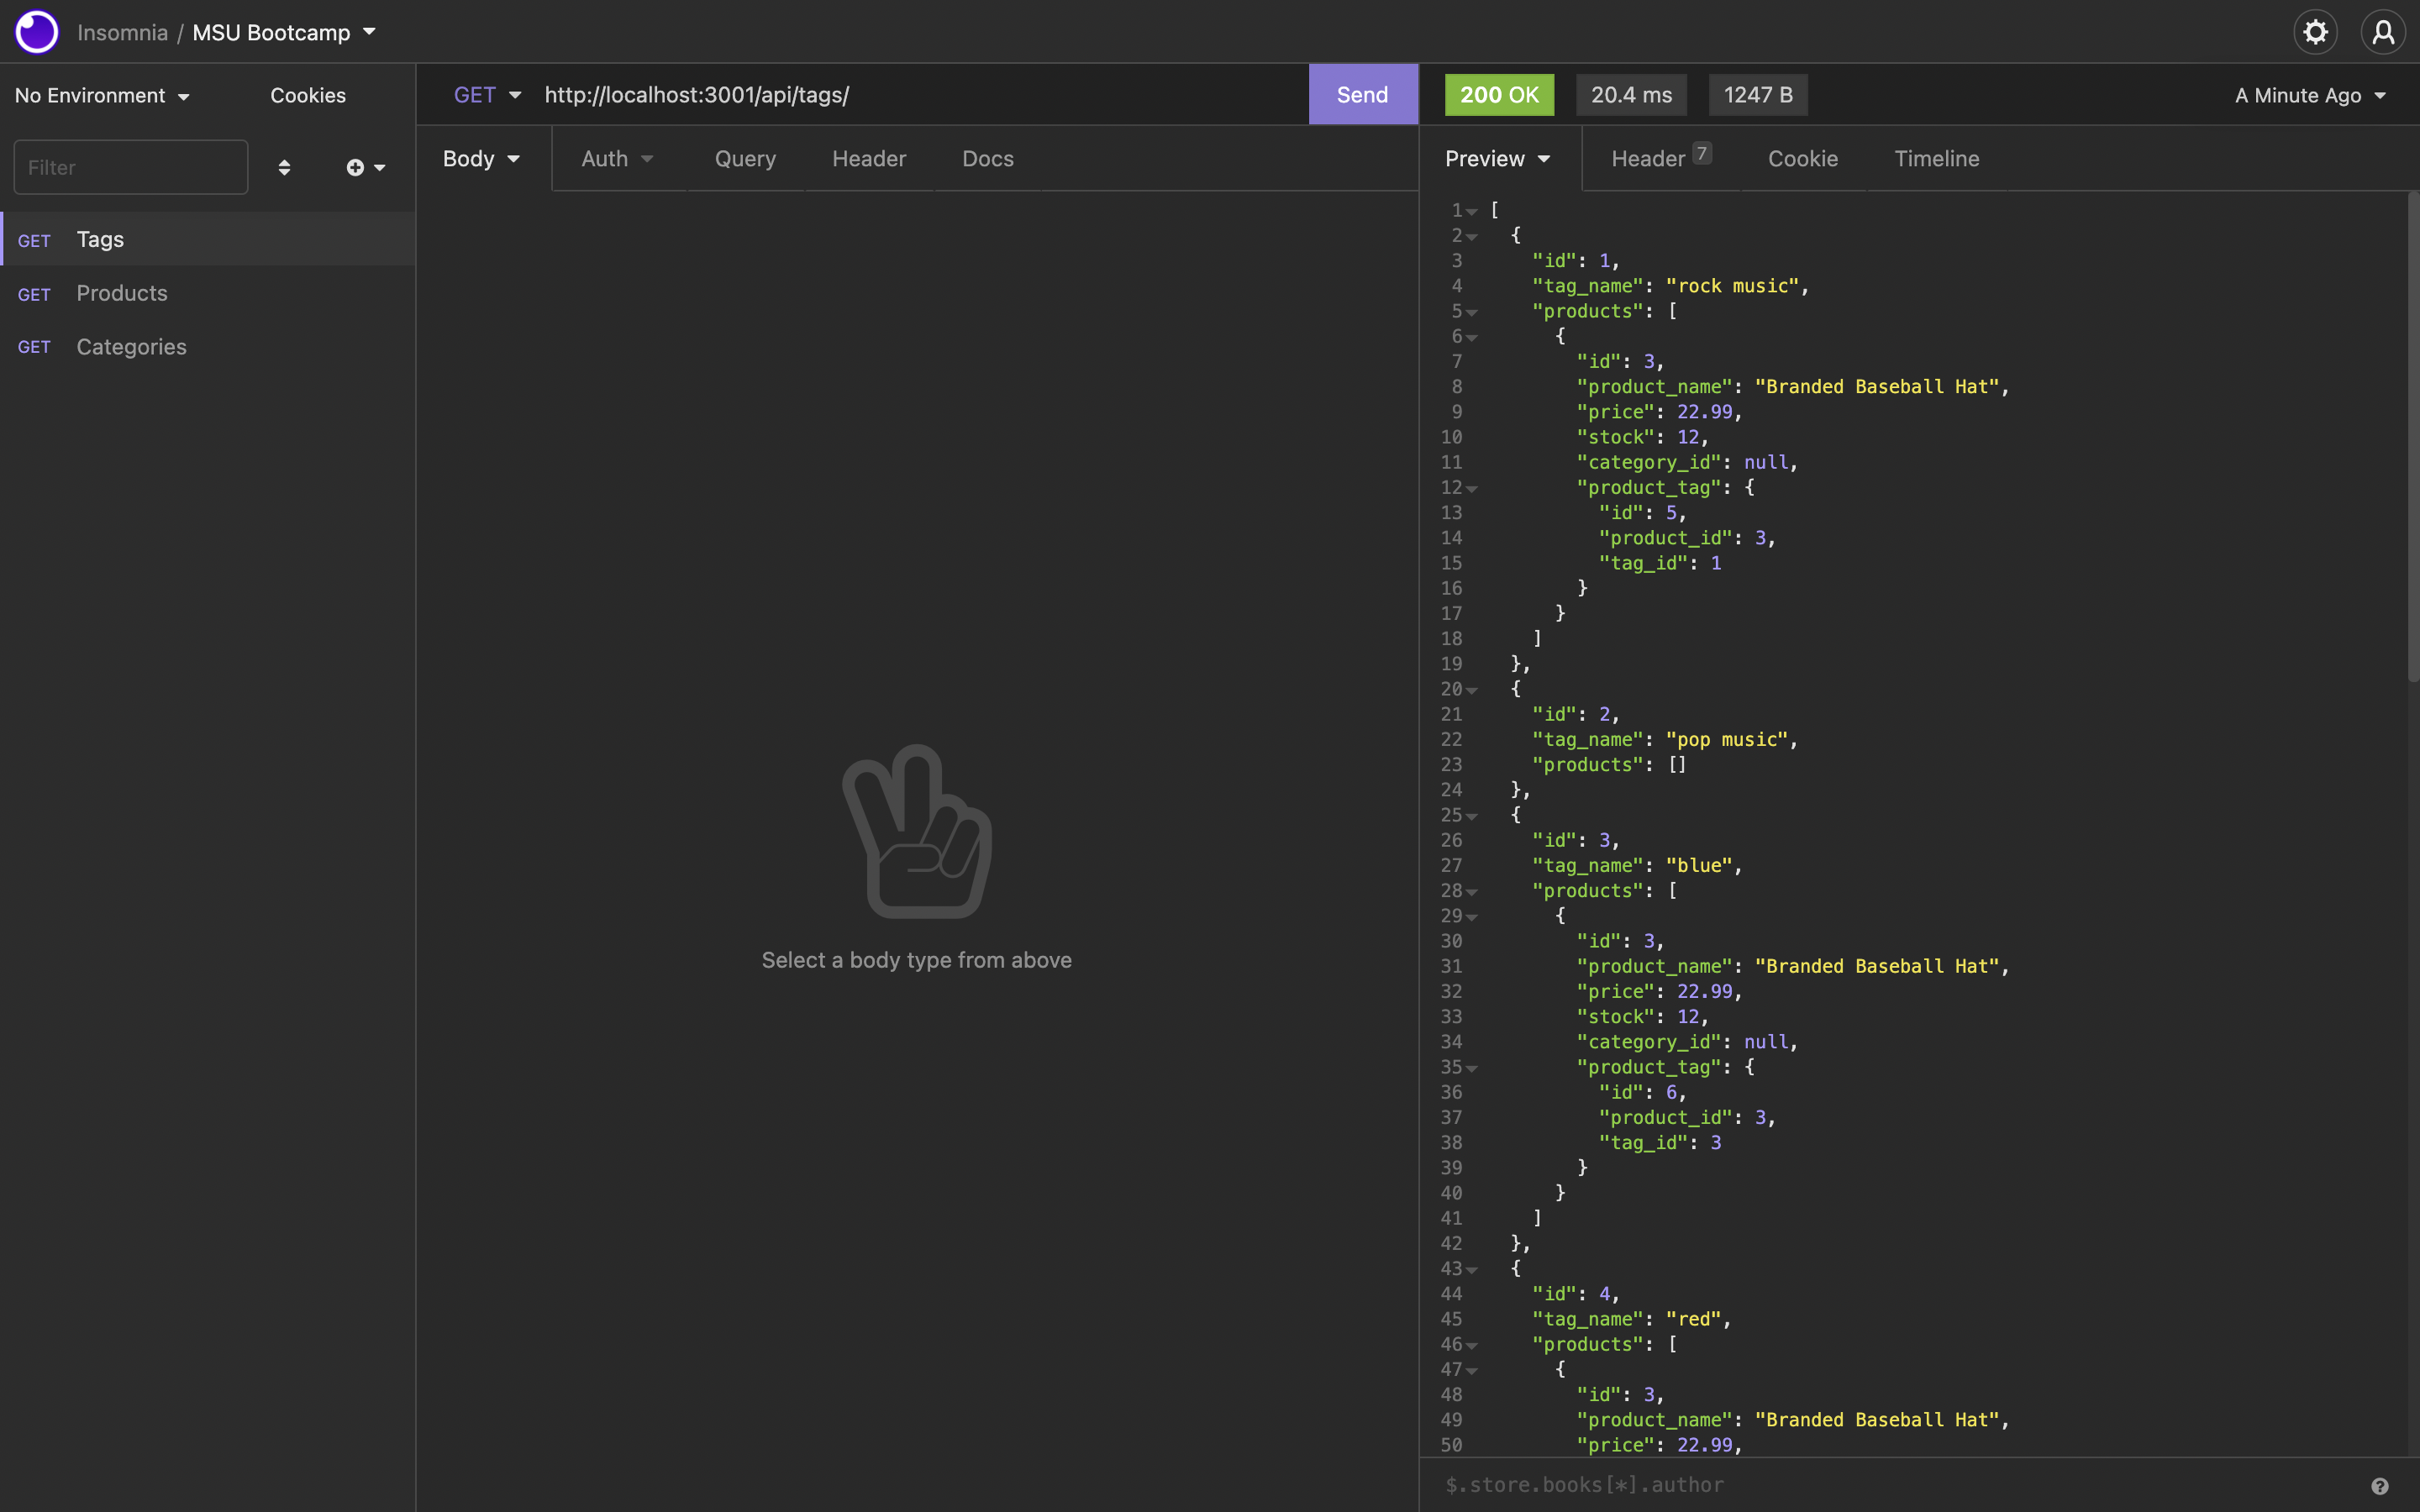 Insomnia / MSU Bootcamp
No Environment
Cookies
Filter
GET Tags
GET Products
GET Categories
GET http://localhost:3001/api/tags/
Send
Body
Auth
Query
Header
Docs
Select a body type from above
200 OK
20.4 ms
1247 B
A Minute Ago
Preview
Header 7
Cookie
Timeline
1 [
2 {
3 "id": 1,
4 "tag_name": "rock music",
5 "products": [
6 {
7 "id": 3,
8 "product_name": "Branded Baseball Hat",
9 "price": 22.99,
10 "stock": 12,
11 "category_id": null,
12 "product_tag": {
13 "id": 5,
14 "product_id": 3,
15 "tag_id": 1
16 }
17 }
18 ]
19 },
20 {
21 "id": 2,
22 "tag_name": "pop music",
23 "products": []
24 },
25 {
26 "id": 3,
27 "tag_name": "blue",
28 "products": [
29 {
30 "id": 3,
31 "product_name": "Branded Baseball Hat",
32 "price": 22.99,
33 "stock": 12,
34 "category_id": null,
35 "product_tag": {
36 "id": 6,
37 "product_id": 3,
38 "tag_id": 3
39 }
40 }
41 ]
42 },
43 {
44 "id": 4,
45 "tag_name": "red",
46 "products": [
47 {
48 "id": 3,
49 "product_name": "Branded Baseball Hat",
50 "price": 22.99,
$.store.books[*].author